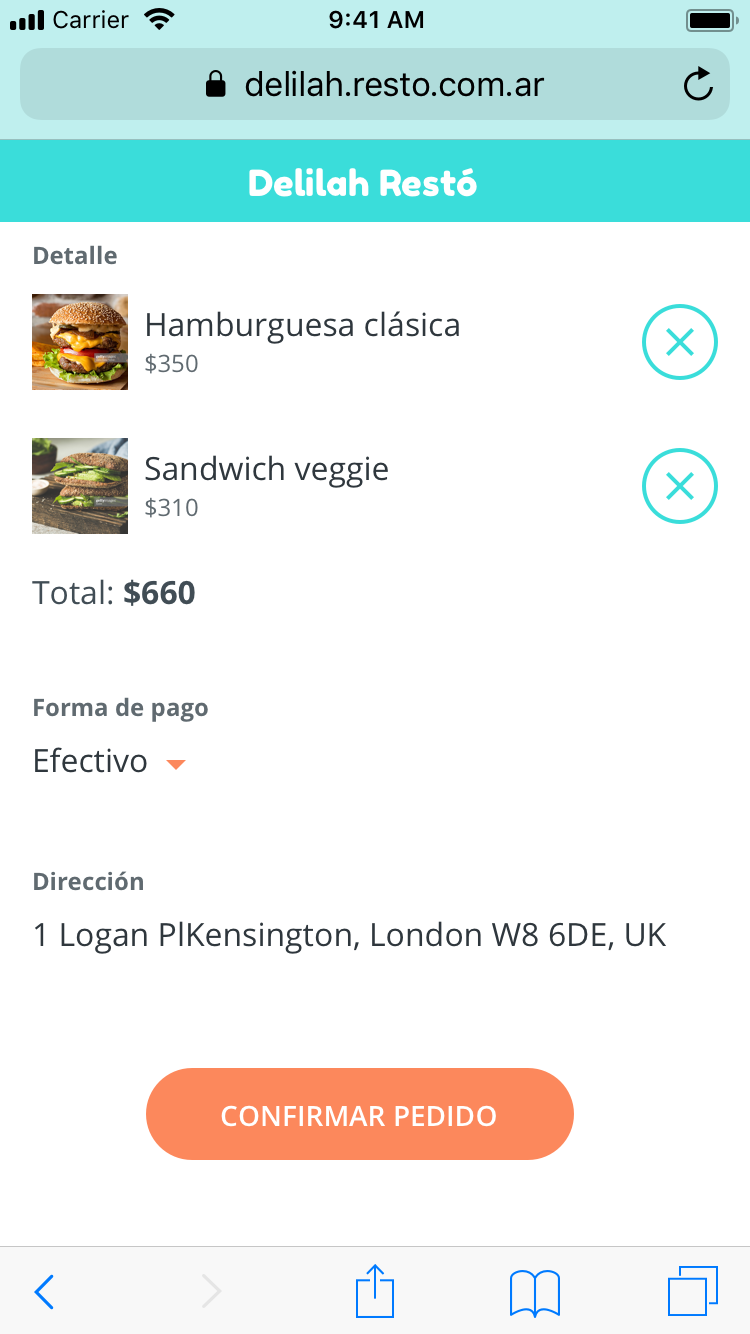 Carrier 9:41 AM
delilah.resto.com.ar
Delilah Restó
Detalle
Hamburguesa clásica
$350
Sandwich veggie
$310
Total: $660
Forma de pago
Efectivo
Dirección
1 Logan PlKensington, London W8 6DE, UK
CONFIRMAR PEDIDO